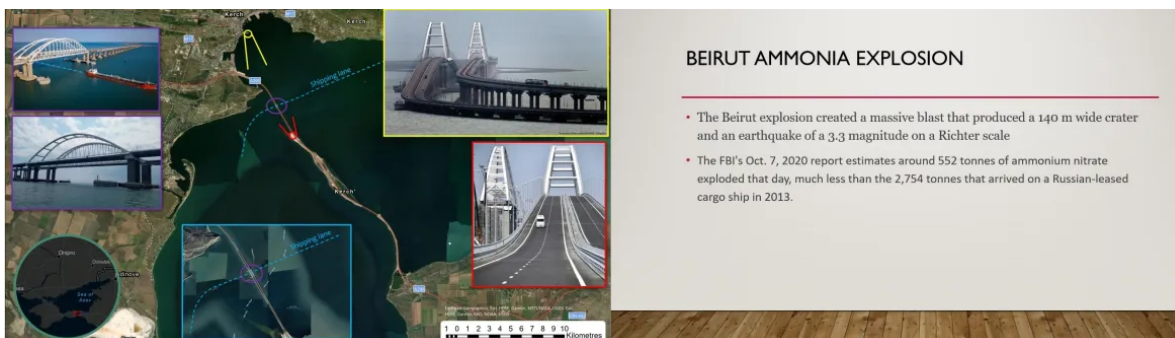 Kerch
Kerch
Shipping lane
Kerch'
Shipping lane
Dnipro
Donetsk
Sea of
Azov
1 0 1 2 3 4 5 6 7 8 9 10
Kilometres
BEIRUT AMMONIA EXPLOSION
• The Beirut explosion created a massive blast that produced a 140 m wide crater
and an earthquake of a 3.3 magnitude on a Richter scale
• The FBI's Oct. 7, 2020 report estimates around 552 tonnes of ammonium nitrate
exploded that day, much less than the 2,754 tonnes that arrived on a Russian-leased
cargo ship in 2013.